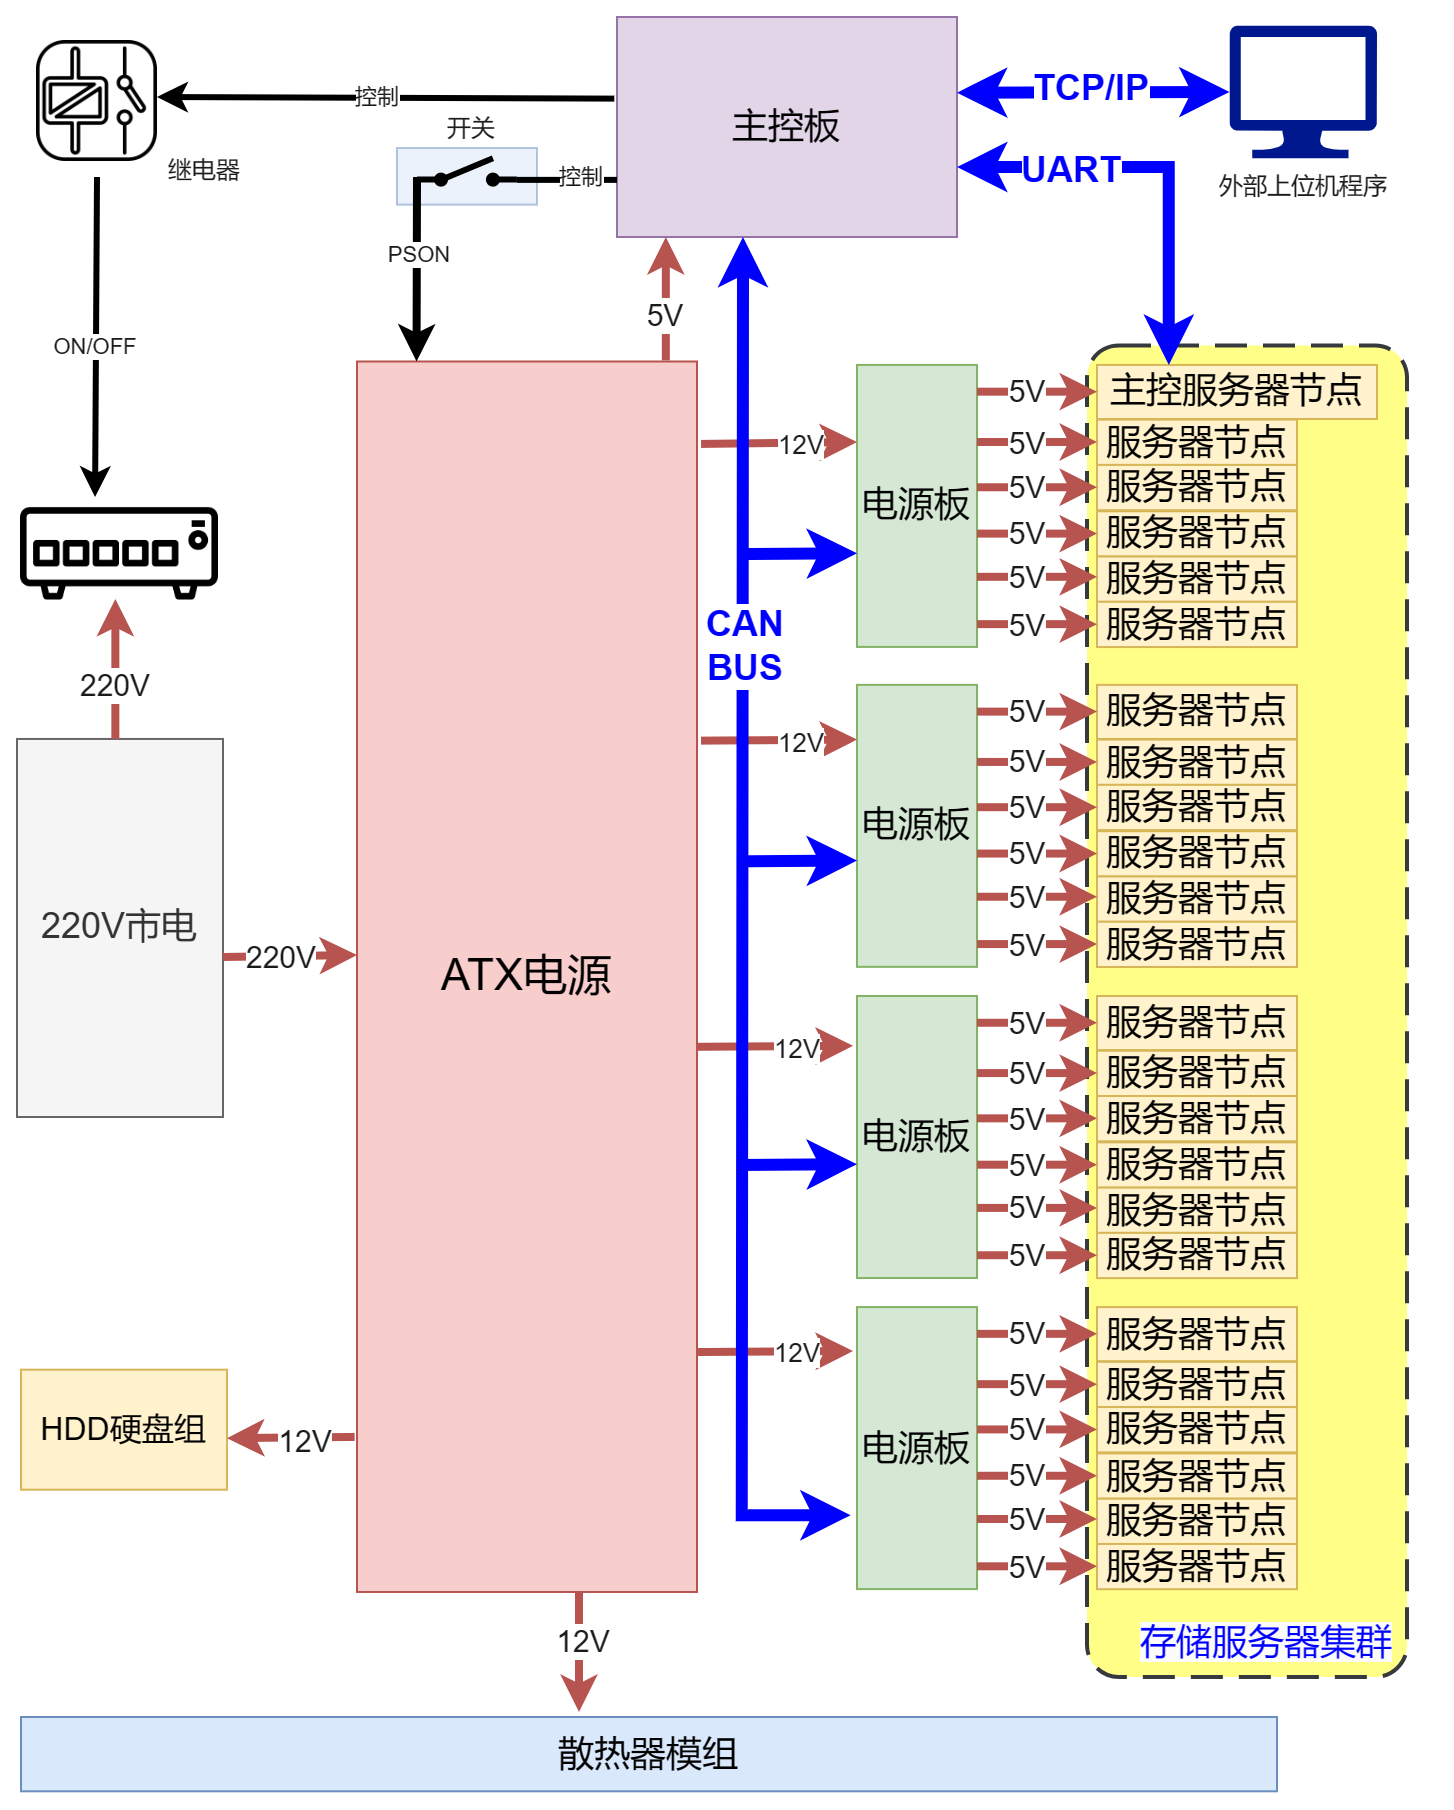 主控板
TCP/IP
控制
开关
继电器
控制
UART
外部上位机程序
PSON
5V
ON/OFF
主控服务器节点
5V
12V
5V
服务器节点
5V
服务器节点
电源板
5V
服务器节点
5V
服务器节点
5V
服务器节点
CAN
BUS
220V
12V
5V
服务器节点
5V
服务器节点
5V
服务器节点
电源板
5V
服务器节点
5V
服务器节点
5V
服务器节点
220V市电
220V
ATX电源
12V
5V
服务器节点
5V
服务器节点
5V
服务器节点
电源板
5V
服务器节点
5V
服务器节点
5V
服务器节点
12V
5V
服务器节点
5V
服务器节点
5V
服务器节点
电源板
5V
服务器节点
5V
服务器节点
5V
服务器节点
HDD硬盘组
12V
12V
存储服务器集群
散热器模组